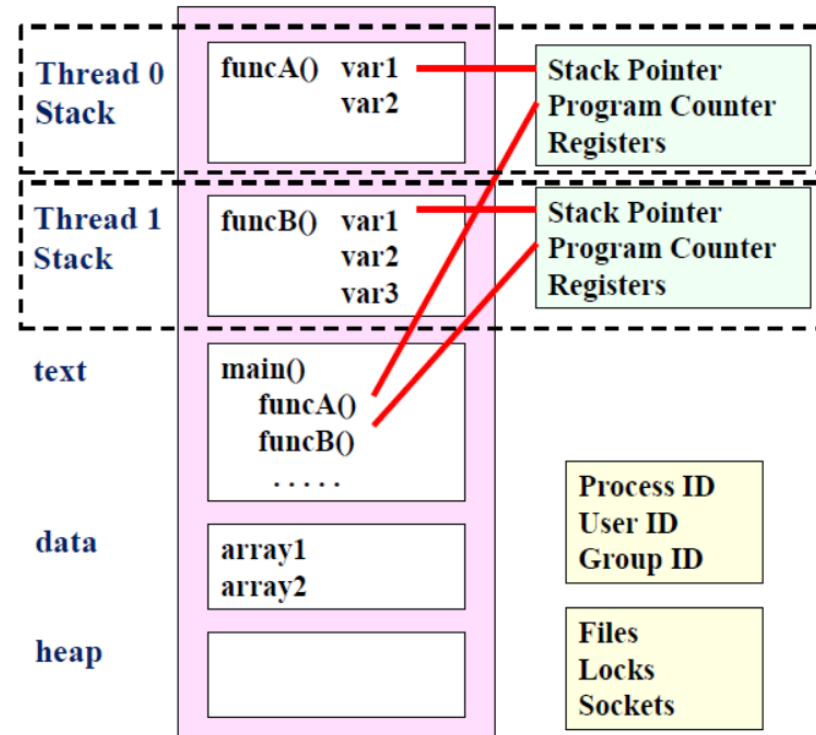 Thread 0
Stack
funcA() var1
var2
Stack Pointer
Program Counter
Registers
Thread 1
Stack
funcB() var1
var2
var3
Stack Pointer
Program Counter
Registers
text
main()
funcA()
funcB()
.....
Process ID
User ID
Group ID
data
array1
array2
heap
Files
Locks
Sockets